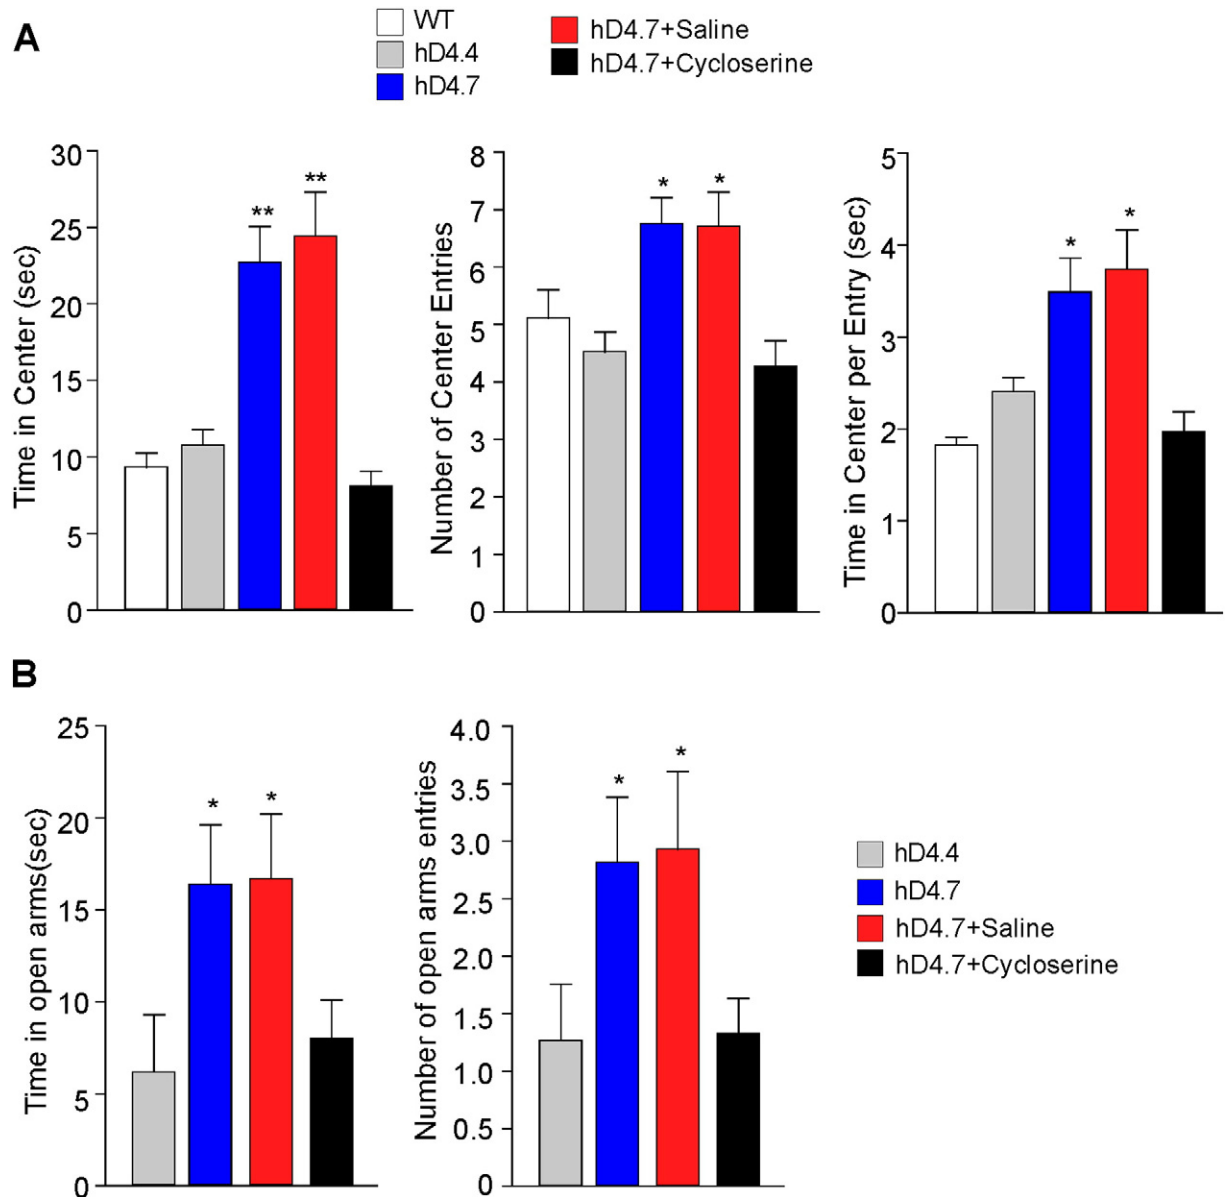 A
WT
hD4.4
hD4.7
hD4.7+Saline
hD4.7+Cycloserine
Time in Center (sec)
30
25
20
15
10
5
0
**
**
Number of Center Entries
8
7
6
5
4
3
2
1
0
*
*
Time in Center per Entry (sec)
5
4
3
2
1
0
*
*
B
Time in open arms(sec)
25
20
15
10
5
0
*
*
Number of open arms entries
4.0
3.5
3.0
2.5
2.0
1.5
1.0
0.5
0
*
*
hD4.4
hD4.7
hD4.7+Saline
hD4.7+Cycloserine